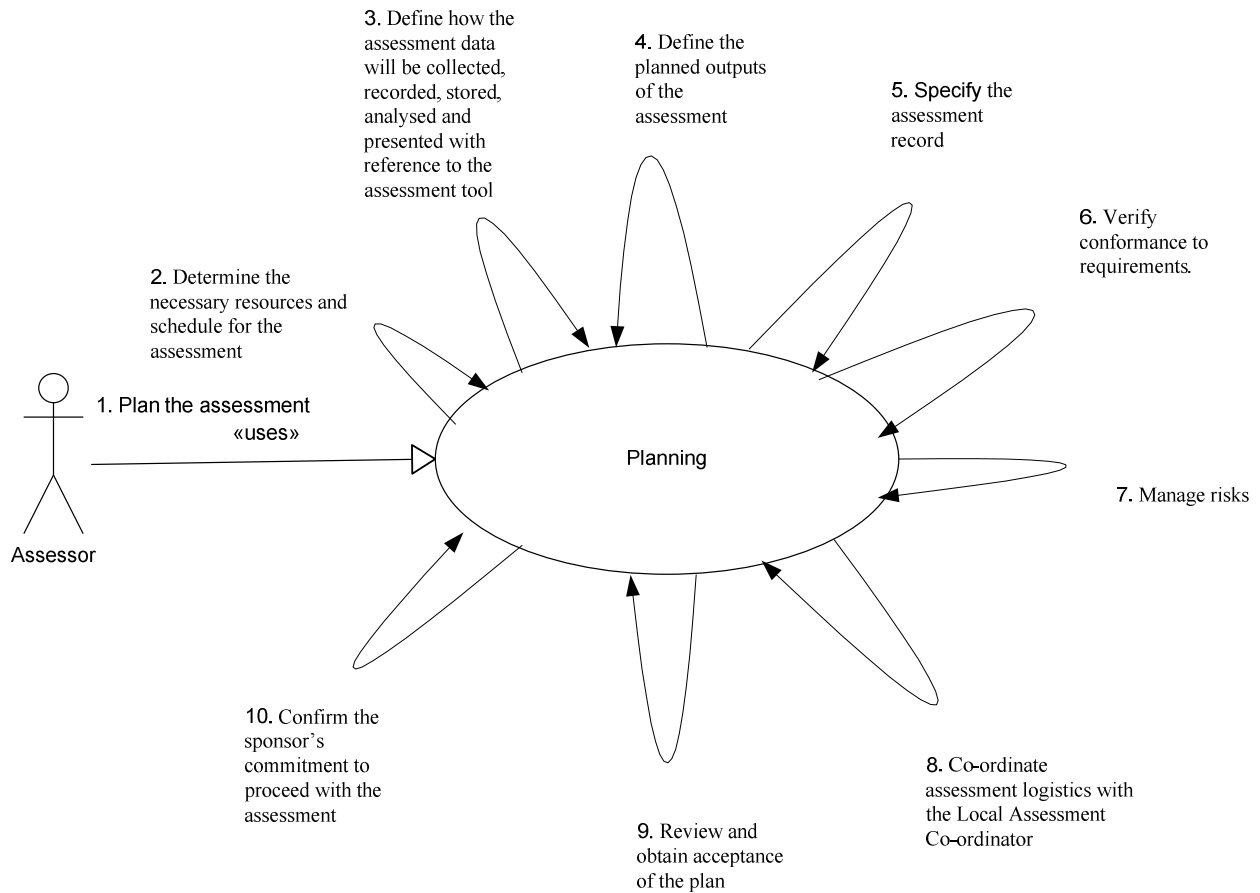 3. Define how the
assessment data
will be collected,
recorded, stored,
analysed and
presented with
reference to the
assessment tool
4. Define the
planned outputs
of the
assessment
5. Specify the
assessment
record
6. Verify
conformance to
requirements.
2. Determine the
necessary resources and
schedule for the
assessment
1. Plan the assessment
«uses»
Planning
Assessor
7. Manage risks
10. Confirm the
sponsor’s
commitment to
proceed with the
assessment
9. Review and
obtain acceptance
of the plan
8. Co-ordinate
assessment logistics with
the Local Assessment
Co-ordinator